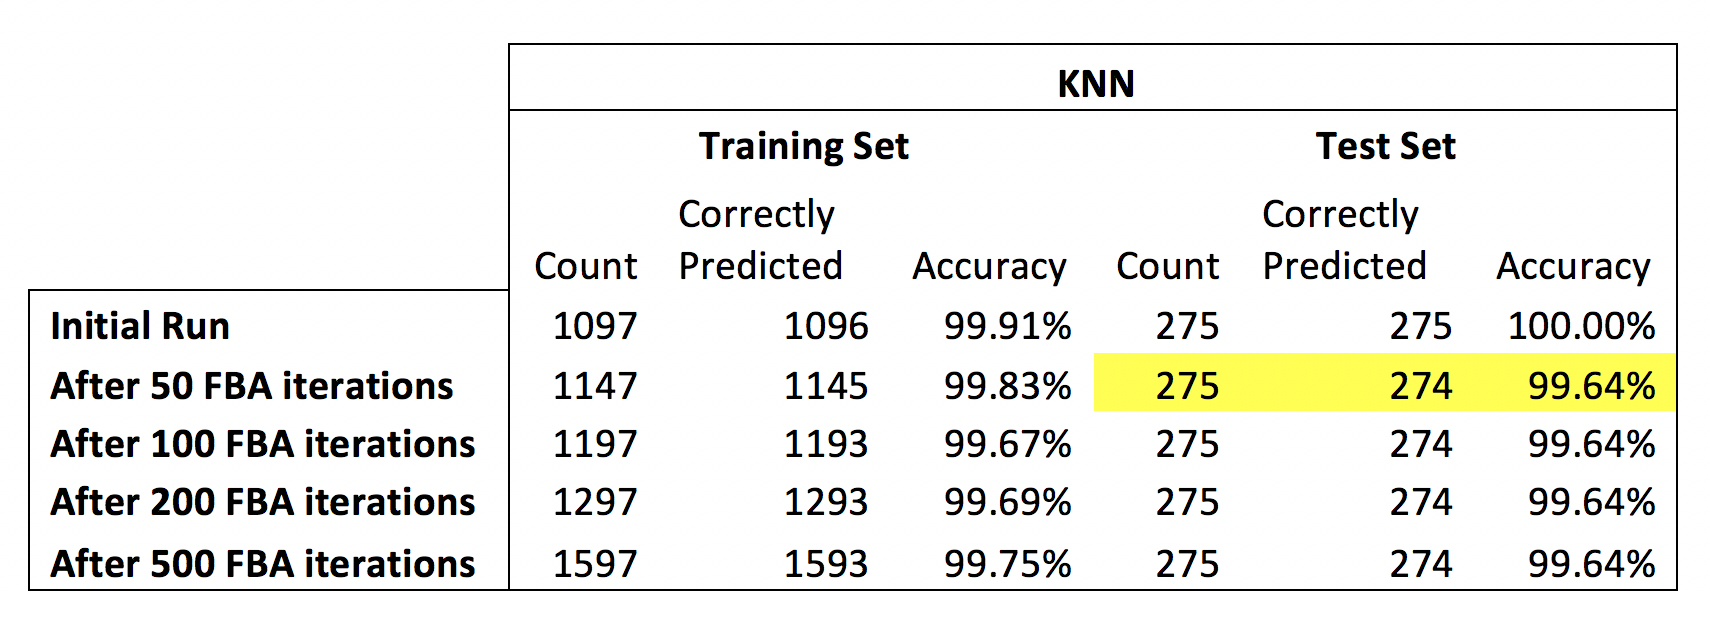 KNN
Training Set Test Set
Correctly Correctly
Count Predicted Accuracy Count Predicted Accuracy
Initial Run 1097 1096 99.91% 275 275 100.00%
After 50 FBA iterations 1147 1145 99.83% 275 274 99.64%
After 100 FBA iterations 1197 1193 99.67% 275 274 99.64%
After 200 FBA iterations 1297 1293 99.69% 275 274 99.64%
After 500 FBA iterations 1597 1593 99.75% 275 274 99.64%